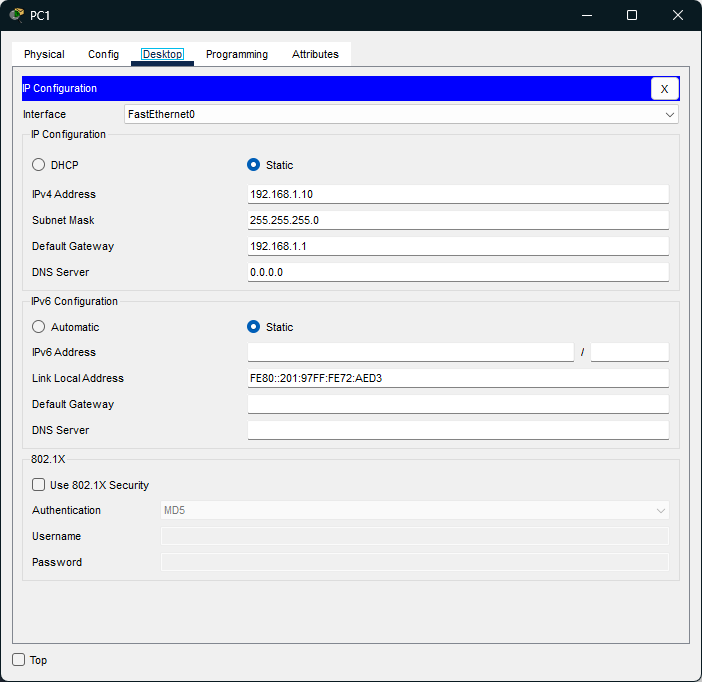 PC1
Physical Config Desktop Programming Attributes
IP Configuration X
Interface FastEthernet0
IP Configuration
DHCP Static
IPv4 Address 192.168.1.10
Subnet Mask 255.255.255.0
Default Gateway 192.168.1.1
DNS Server 0.0.0.0
IPv6 Configuration
Automatic Static
IPv6 Address /
Link Local Address FE80::201:97FF:FE72:AED3
Default Gateway
DNS Server
802.1X
Use 802.1X Security
Authentication MD5
Username
Password
Top